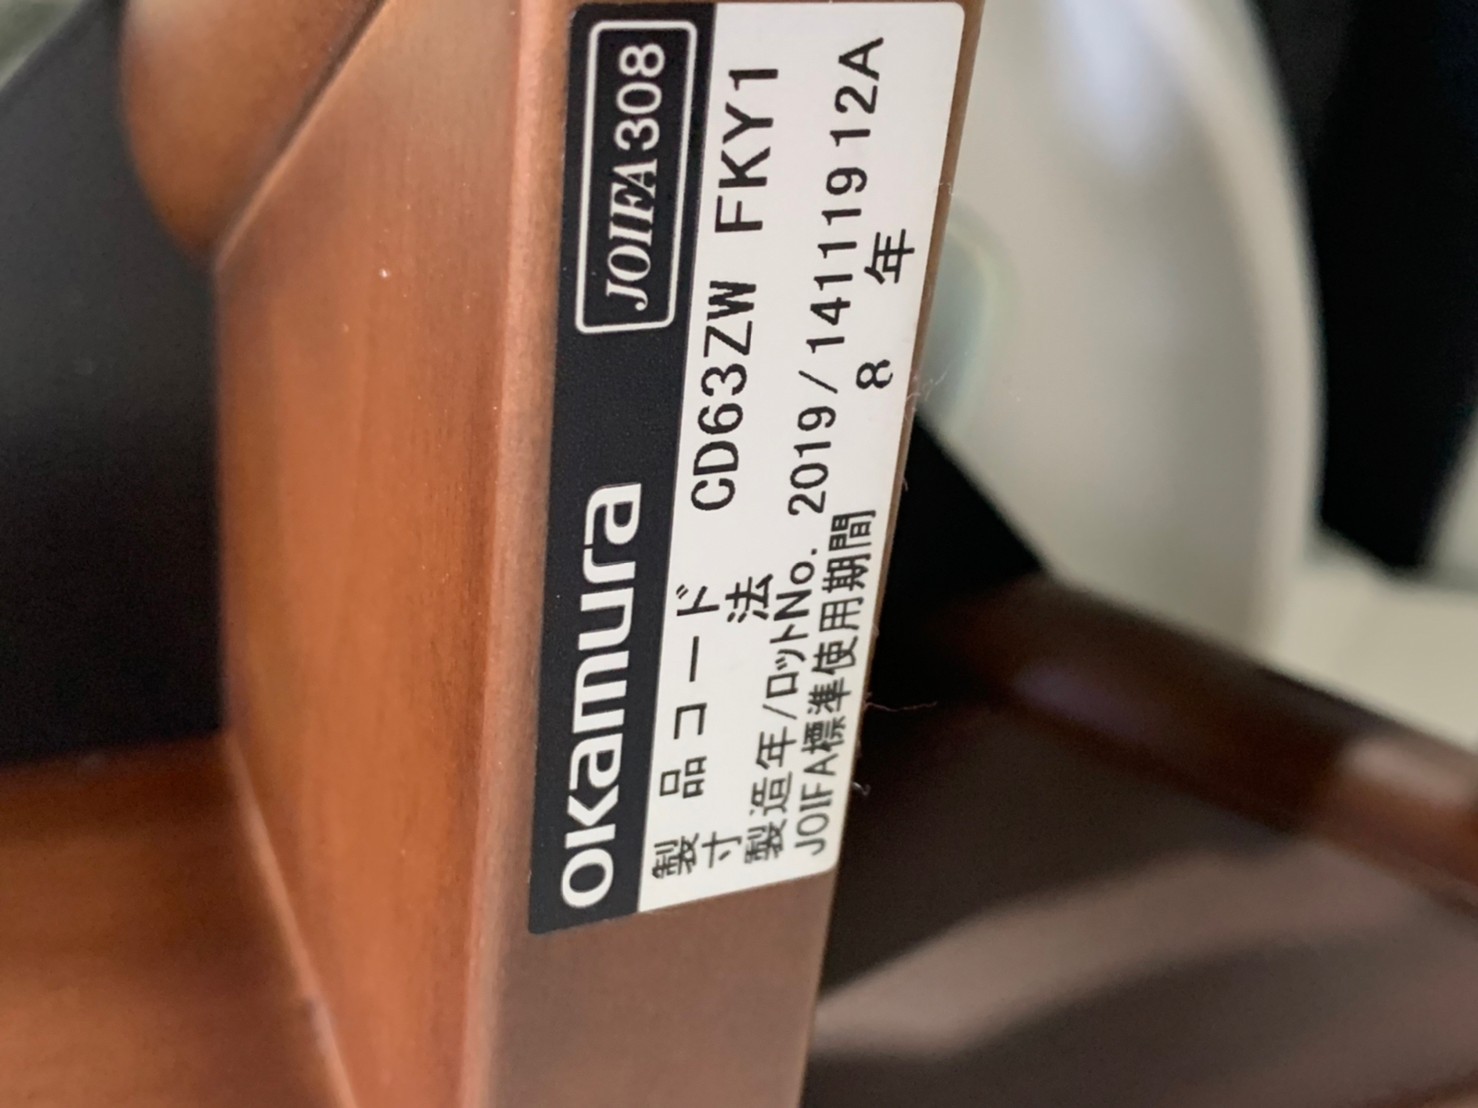 okamura JOIFA308
製品コード CD63ZW FKY1
寸 法
製造年/ロットNo. 2019/14111912A
JOIFA標準使用期間 8 年